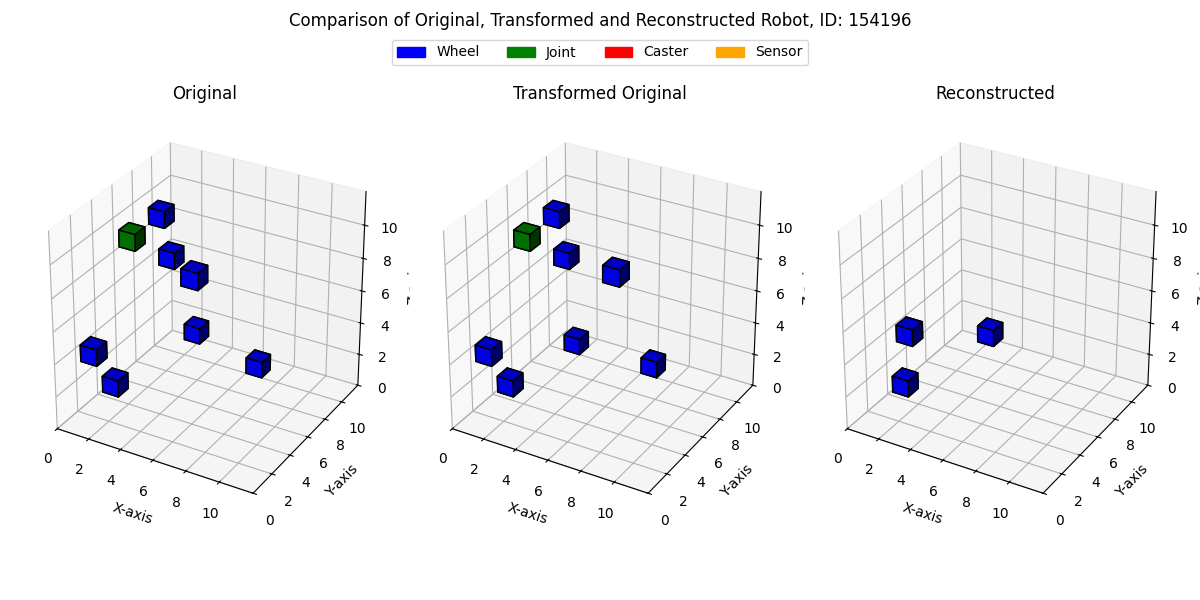 Comparison of Original, Transformed and Reconstructed Robot, ID: 154196
Wheel Joint Caster Sensor
Original Transformed Original Reconstructed
10
8
6
4
2
0
0 2 4 6 8 10
X-axis
0 2 4 6 8 10
Y-axis
10
8
6
4
2
0
0 2 4 6 8 10
X-axis
0 2 4 6 8 10
Y-axis
10
8
6
4
2
0
0 2 4 6 8 10
X-axis
0 2 4 6 8 10
Y-axis